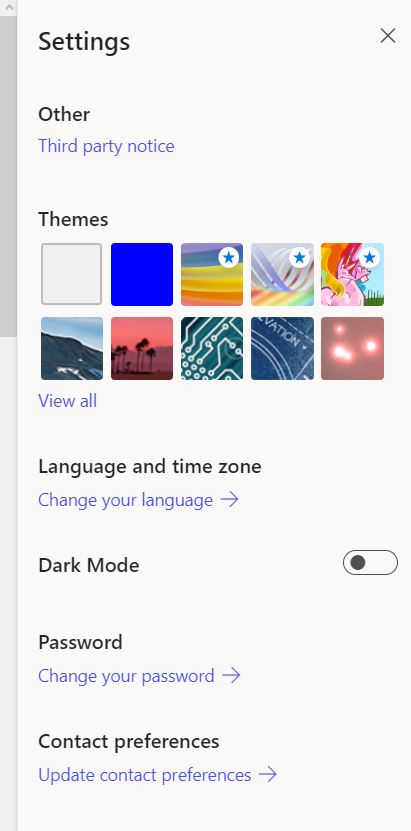 Settings
Other
Third party notice
Themes
ELVATION
View all
Language and time zone
Change your language
Dark Mode
Password
Change your password
Contact preferences
Update contact preferences